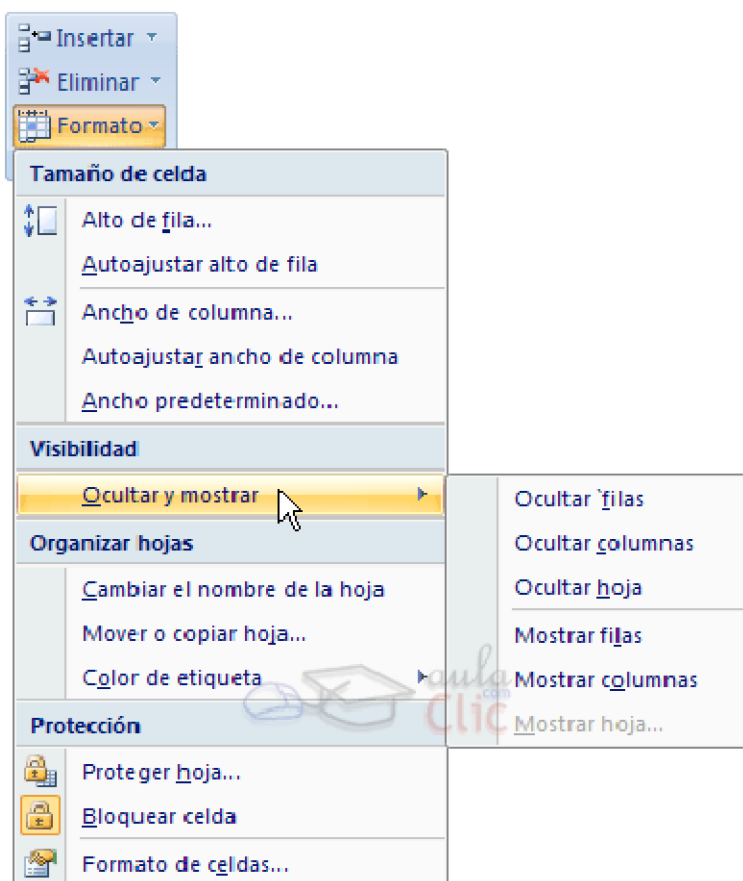 Insertar
Eliminar
Formato
Tamaño de celda
Alto de fila...
Autoajustar alto de fila
Ancho de columna...
Autoajustar ancho de columna
Ancho predeterminado...
Visibilidad
Ocultar y mostrar
Ocultar filas
Ocultar columnas
Ocultar hoja
Mostrar filas
Mostrar columnas
Mostrar hoja...
Organizar hojas
Cambiar el nombre de la hoja
Mover o copiar hoja...
Color de etiqueta
Protección
Proteger hoja...
Bloquear celda
Formato de celdas...
aula
Clic
.com